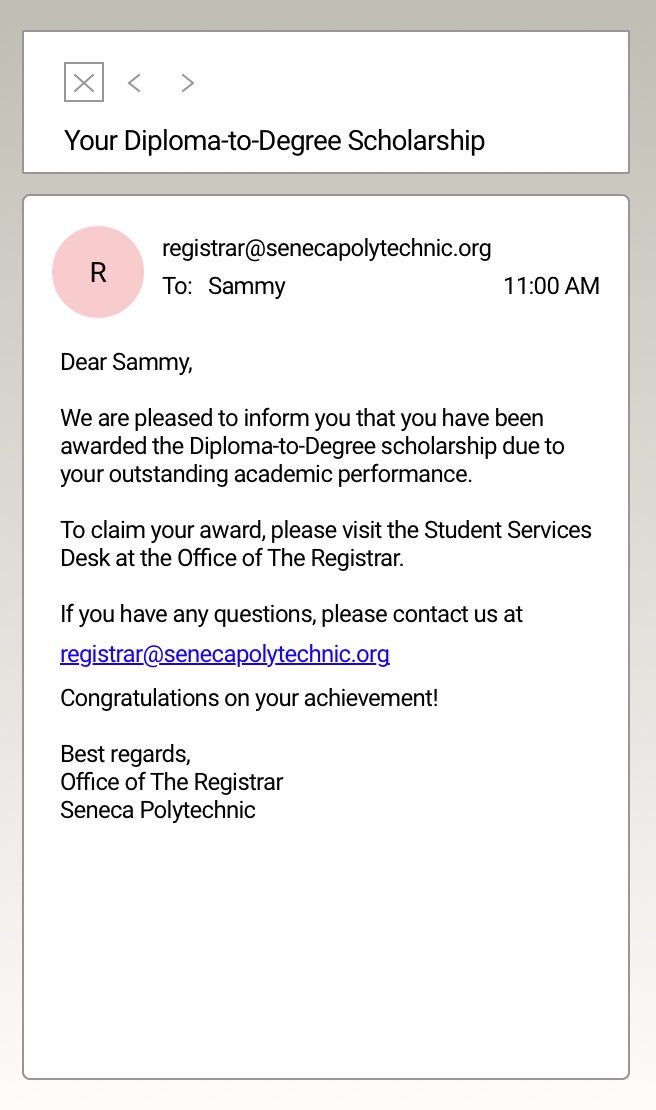 Your Diploma-to-Degree Scholarship
R
registrar@senecapolytechnic.org
To: Sammy 11:00 AM
Dear Sammy,
We are pleased to inform you that you have been
awarded the Diploma-to-Degree scholarship due to
your outstanding academic performance.
To claim your award, please visit the Student Services
Desk at the Office of The Registrar.
If you have any questions, please contact us at
registrar@senecapolytechnic.org
Congratulations on your achievement!
Best regards,
Office of The Registrar
Seneca Polytechnic